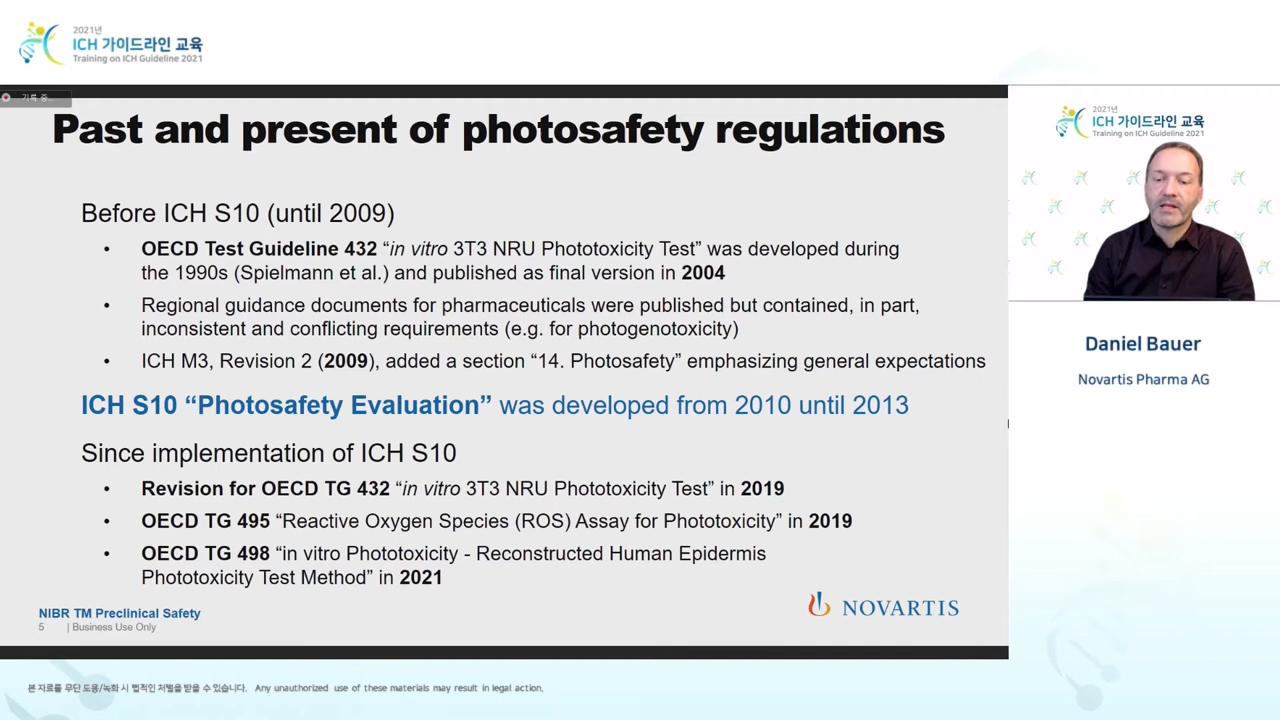 2021년
ICH 가이드라인 교육
Training on ICH Guideline 2021
기록 중...
Past and present of photosafety regulations
Before ICH S10 (until 2009)
• OECD Test Guideline 432 “in vitro 3T3 NRU Phototoxicity Test” was developed during
the 1990s (Spielmann et al.) and published as final version in 2004
• Regional guidance documents for pharmaceuticals were published but contained, in part,
inconsistent and conflicting requirements (e.g. for photogenotoxicity)
• ICH M3, Revision 2 (2009), added a section “14. Photosafety” emphasizing general expectations
ICH S10 “Photosafety Evaluation” was developed from 2010 until 2013
Since implementation of ICH S10
• Revision for OECD TG 432 “in vitro 3T3 NRU Phototoxicity Test” in 2019
• OECD TG 495 “Reactive Oxygen Species (ROS) Assay for Phototoxicity” in 2019
• OECD TG 498 “in vitro Phototoxicity - Reconstructed Human Epidermis
Phototoxicity Test Method” in 2021
NIBR TM Preclinical Safety
5 | Business Use Only
NOVARTIS
2021년
ICH 가이드라인 교육
Training on ICH Guideline 2021
Daniel Bauer
Novartis Pharma AG
본 자료를 무단 도용/녹화 시 법적인 처벌을 받을 수 있습니다. Any unauthorized use of these materials may result in legal action.